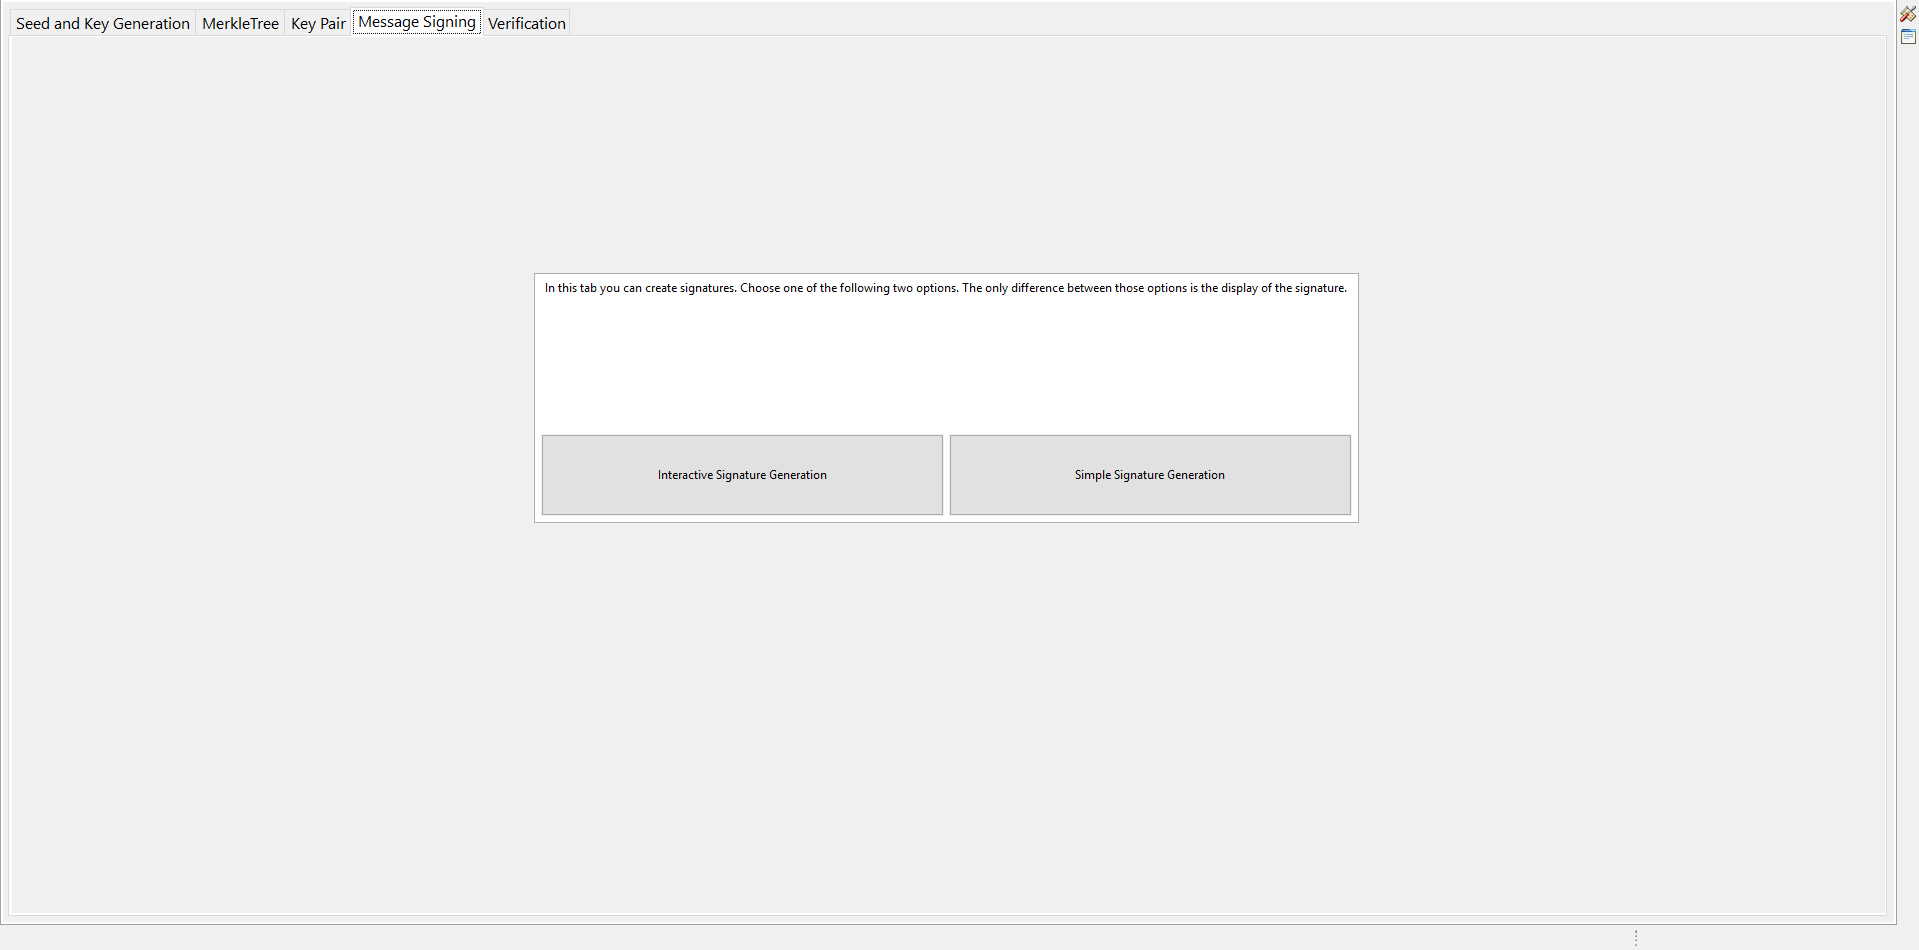 Seed and Key Generation MerkleTree Key Pair Message Signing Verification
In this tab you can create signatures. Choose one of the following two options. The only difference between those options is the display of the signature.
Interactive Signature Generation Simple Signature Generation